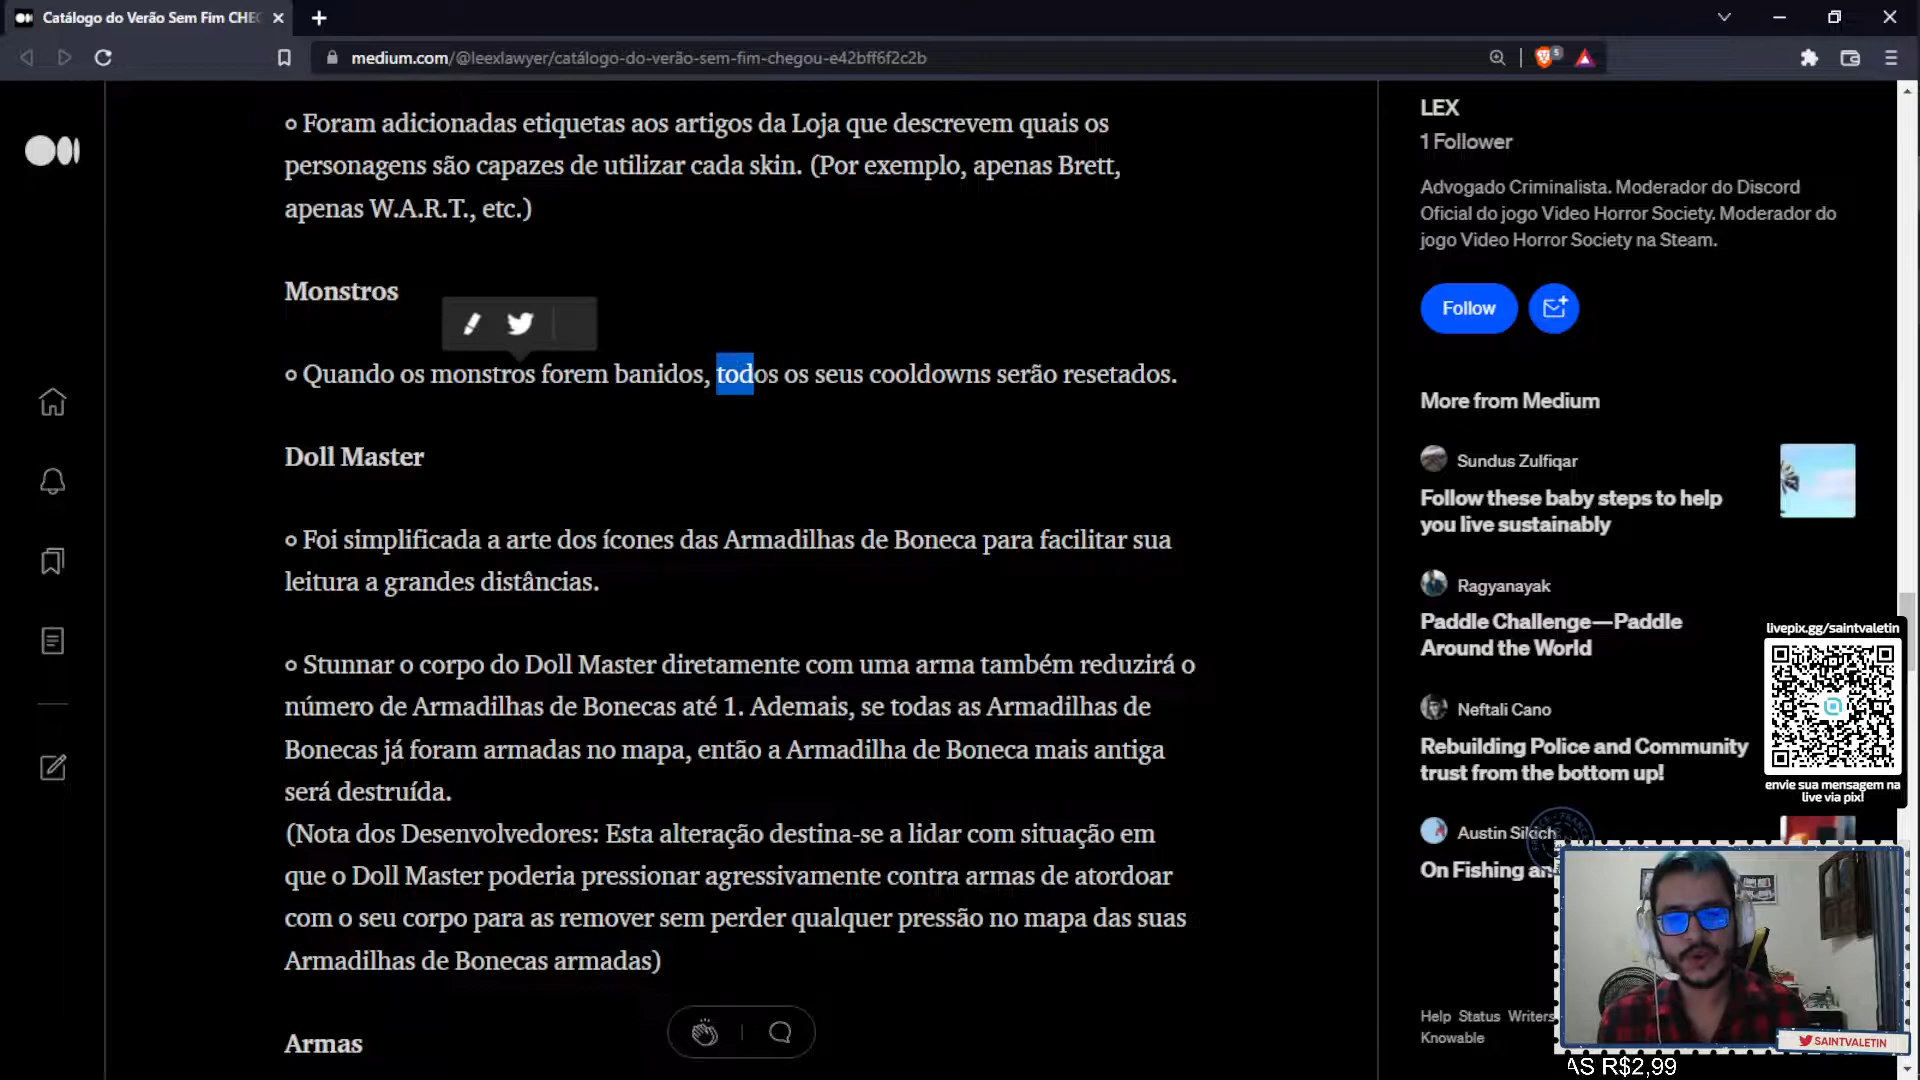 Catálogo do Verão Sem Fim CHE
medium.com/@leexlawyer/catálogo-do-verão-sem-fim-chegou-e42bff6f2c2b
5
Foram adicionadas etiquetas aos artigos da Loja que descrevem quais os
personagens são capazes de utilizar cada skin. (Por exemplo, apenas Brett,
apenas W.A.R.T., etc.)
Monstros
Quando os monstros forem banidos, todos os seus cooldowns serão resetados.
Doll Master
Foi simplificada a arte dos ícones das Armadilhas de Boneca para facilitar sua
leitura a grandes distâncias.
Stunnar o corpo do Doll Master diretamente com uma arma também reduzirá o
número de Armadilhas de Bonecas até 1. Ademais, se todas as Armadilhas de
Bonecas já foram armadas no mapa, então a Armadilha de Boneca mais antiga
será destruída.
(Nota dos Desenvolvedores: Esta alteração destina-se a lidar com situação em
que o Doll Master poderia pressionar agressivamente contra armas de atordoar
com o seu corpo para as remover sem perder qualquer pressão no mapa das suas
Armadilhas de Bonecas armadas)
Armas
LEX
1 Follower
Advogado Criminalista. Moderador do Discord
Oficial do jogo Video Horror Society. Moderador do
jogo Video Horror Society na Steam.
Follow
More from Medium
Sundus Zulfiqar
Follow these baby steps to help
you live sustainably
Ragyanayak
Paddle Challenge—Paddle
Around the World
Neftali Cano
Rebuilding Police and Community
trust from the bottom up!
Austin Sikich
On Fishing an
Help Status Writers
Knowable
livepix.gg/saintvaletin
envie sua mensagem na
live via pix!
SAINTVALETIN
AS R$2,99